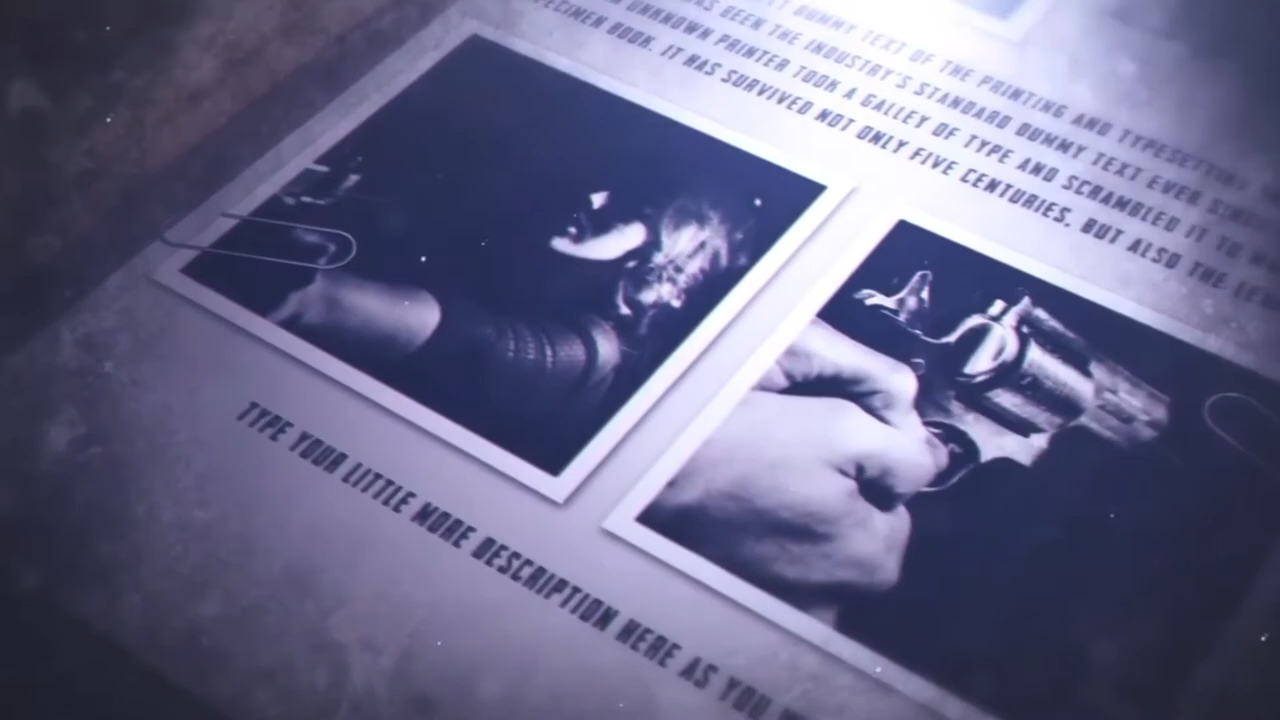 DUMMY TEXT OF THE PRINTING AND TYPESETTING
BEEN THE INDUSTRY'S STANDARD DUMMY TEXT EVER SINCE
UNKNOWN PRINTER TOOK A GALLEY OF TYPE AND SCRAMBLED IT TO
SPECIMEN BOOK. IT HAS SURVIVED NOT ONLY FIVE CENTURIES, BUT ALSO THE
TYPE YOUR LITTLE MORE DESCRIPTION HERE AS YOU